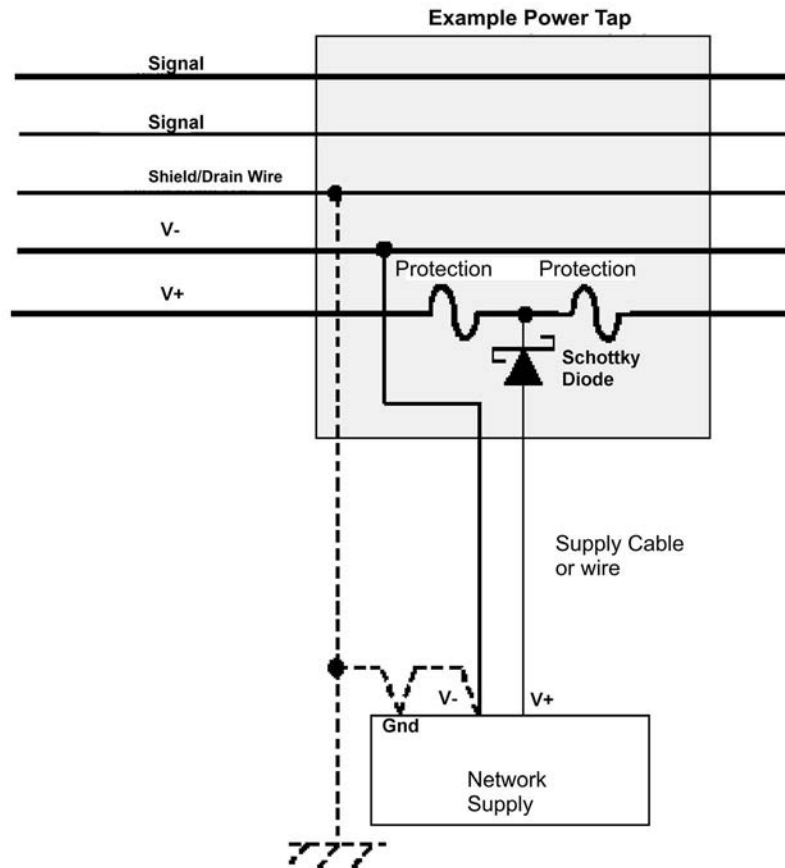 Example Power Tap
Signal
Signal
Shield/Drain Wire
V-
Protection Protection
V+
Schottky
Diode
Supply Cable
or wire
V- V+
Gnd
Network
Supply